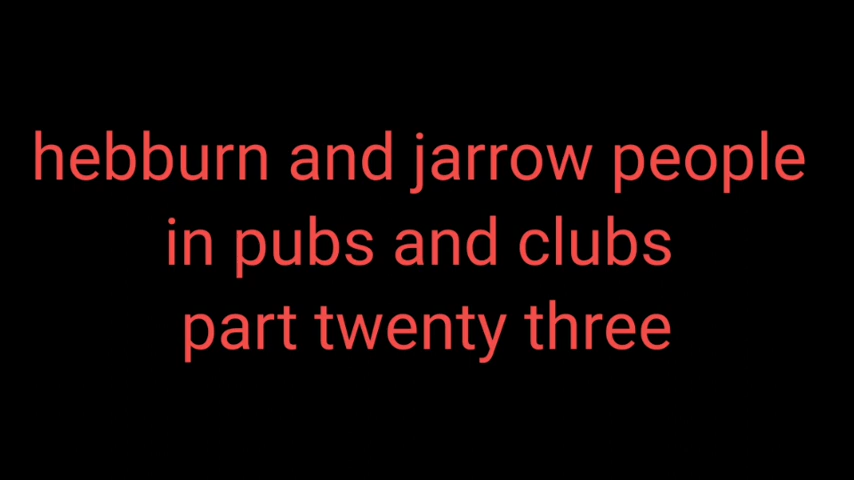 hebburn and jarrow people
in pubs and clubs
part twenty three